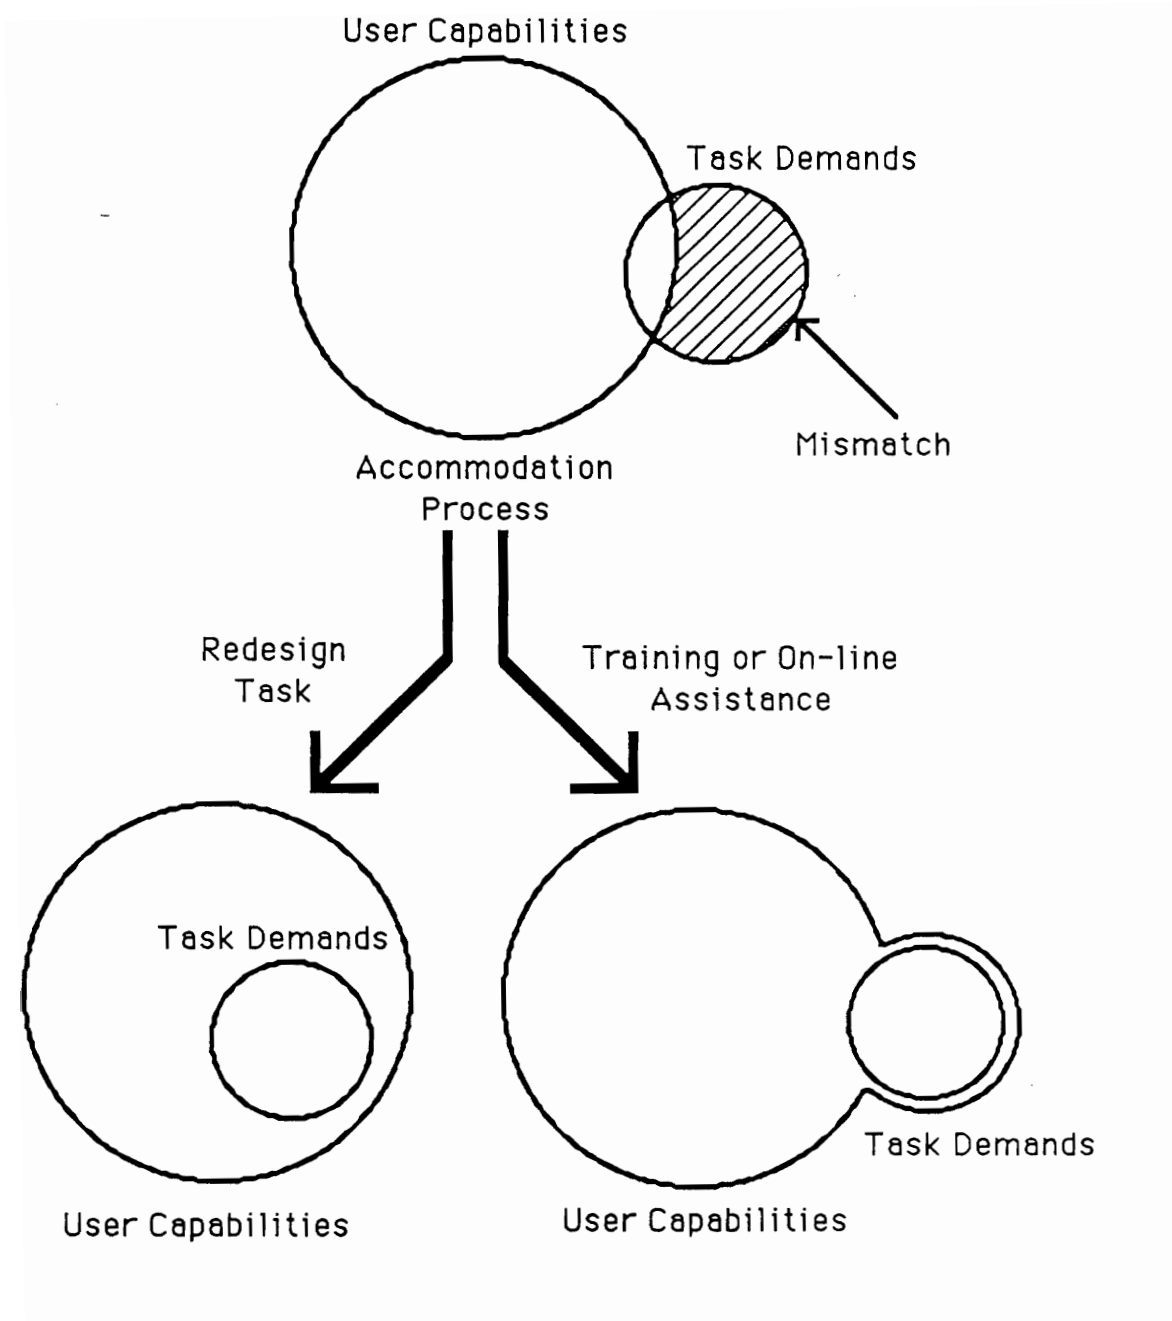 User Capabilities
Task Demands
Mismatch
Accommodation
Process
Redesign
Task
Training or On-line
Assistance
Task Demands
User Capabilities
Task Demands
User Capabilities